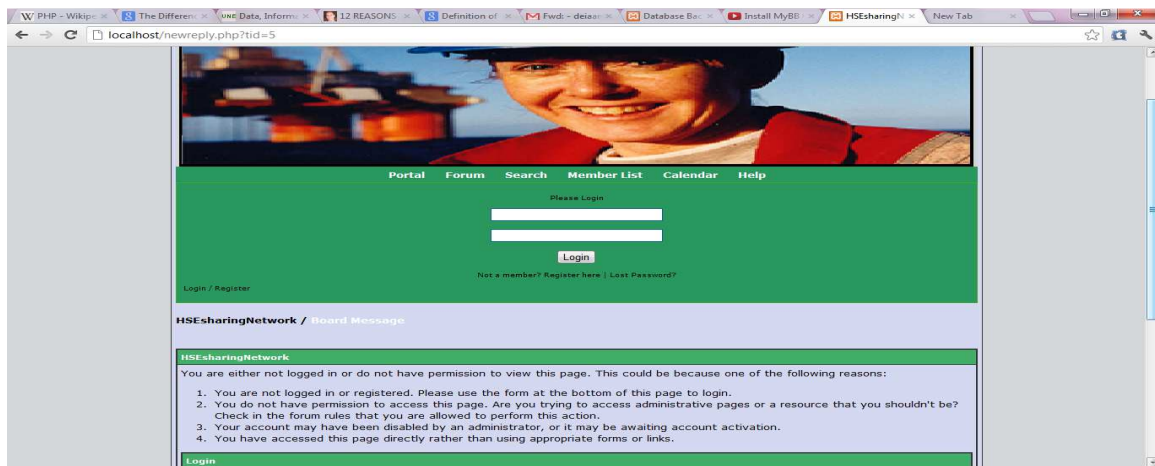 PHP - Wikipe
The Differen
UNE Data, Informa
12 REASONS
Definition of
Fwd: - deiaae
Database Bac
Install MyBB
HSEsharingN
New Tab
localhost/newreply.php?tid=5
Portal Forum Search Member List Calendar Help
Please Login
Login
Not a member? Register here | Lost Password?
Login / Register
HSEsharingNetwork / Board Message
HSEsharingNetwork
You are either not logged in or do not have permission to view this page. This could be because one of the following reasons:
1. You are not logged in or registered. Please use the form at the bottom of this page to login.
2. You do not have permission to access this page. Are you trying to access administrative pages or a resource that you shouldn't be?
Check in the forum rules that you are allowed to perform this action.
3. Your account may have been disabled by an administrator, or it may be awaiting account activation.
4. You have accessed this page directly rather than using appropriate forms or links.
Login